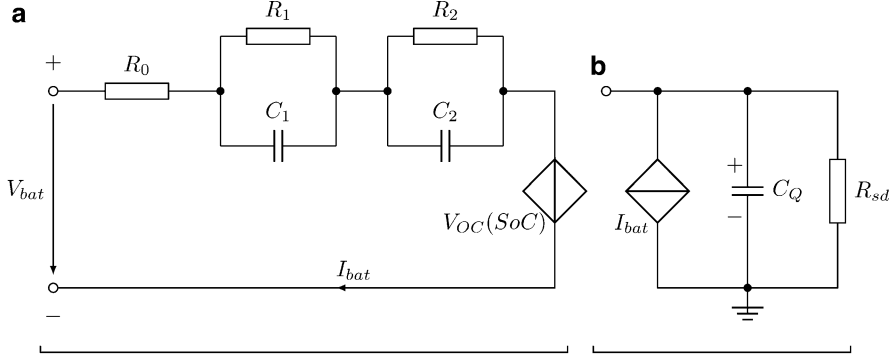 a
b
+
R0
R1
C1
R2
C2
Vbat
VOC(SoC)
Ibat
−
+
−
CQ
Rsd
Ibat